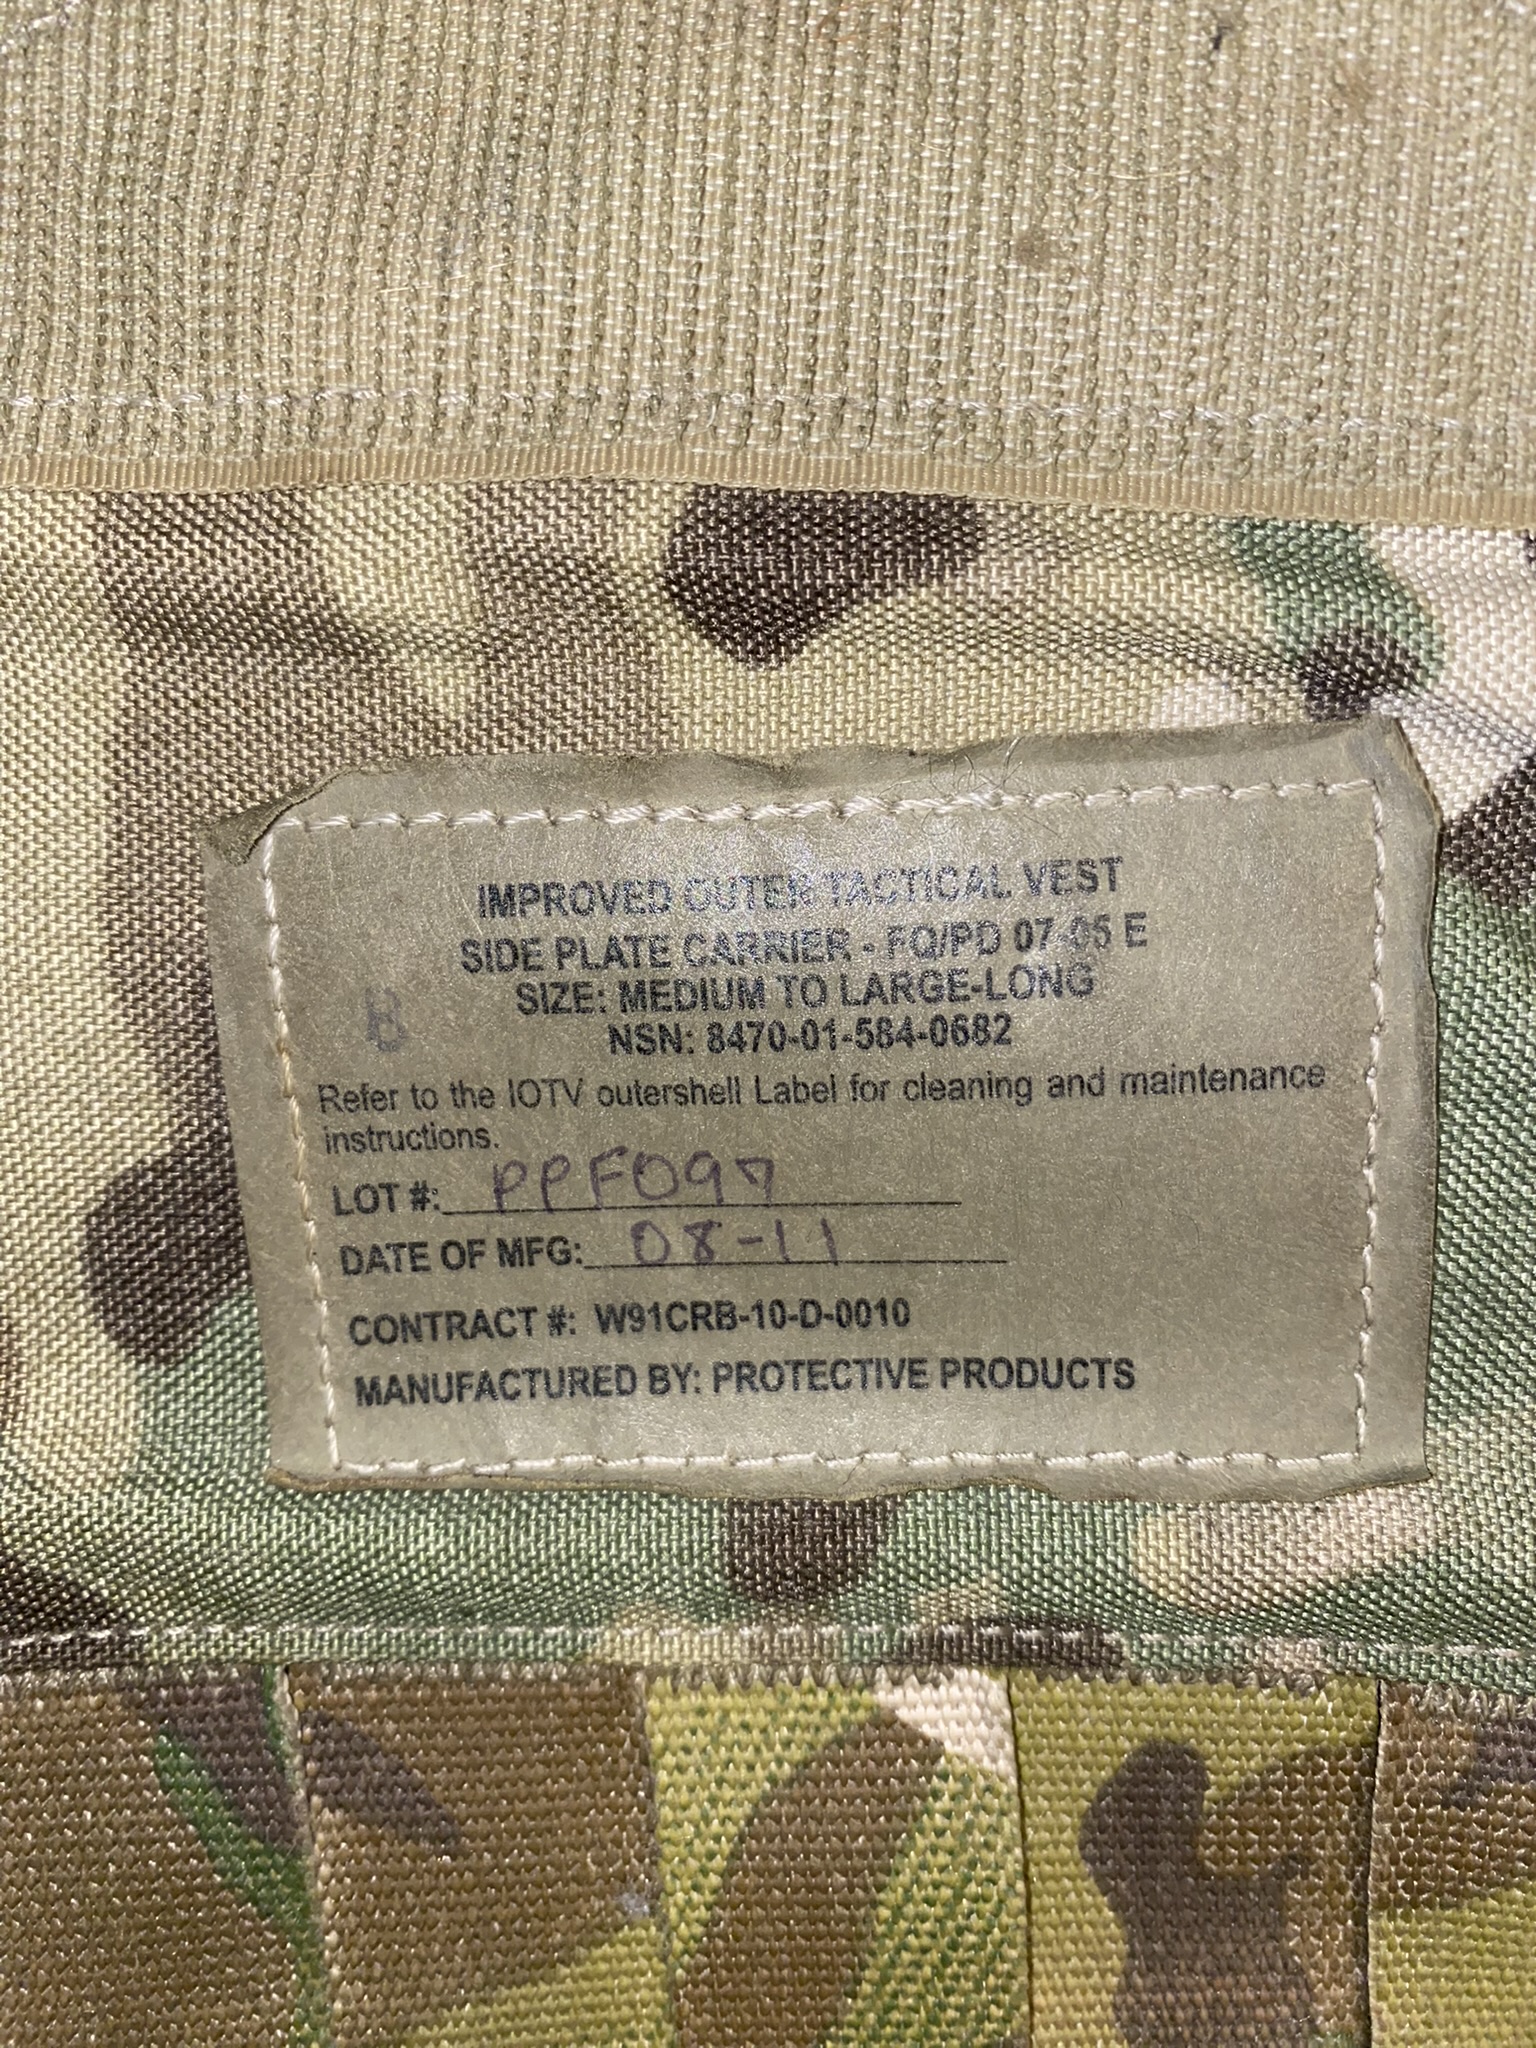 IMPROVED OUTER TACTICAL VEST
SIDE PLATE CARRIER - FQ/PD 07-05 E
SIZE: MEDIUM TO LARGE-LONG
NSN: 8470-01-584-0682
Refer to the IOTV outershell Label for cleaning and maintenance
instructions.
LOT #: PPF097
DATE OF MFG: 08-11
CONTRACT #: W91CRB-10-D-0010
MANUFACTURED BY: PROTECTIVE PRODUCTS